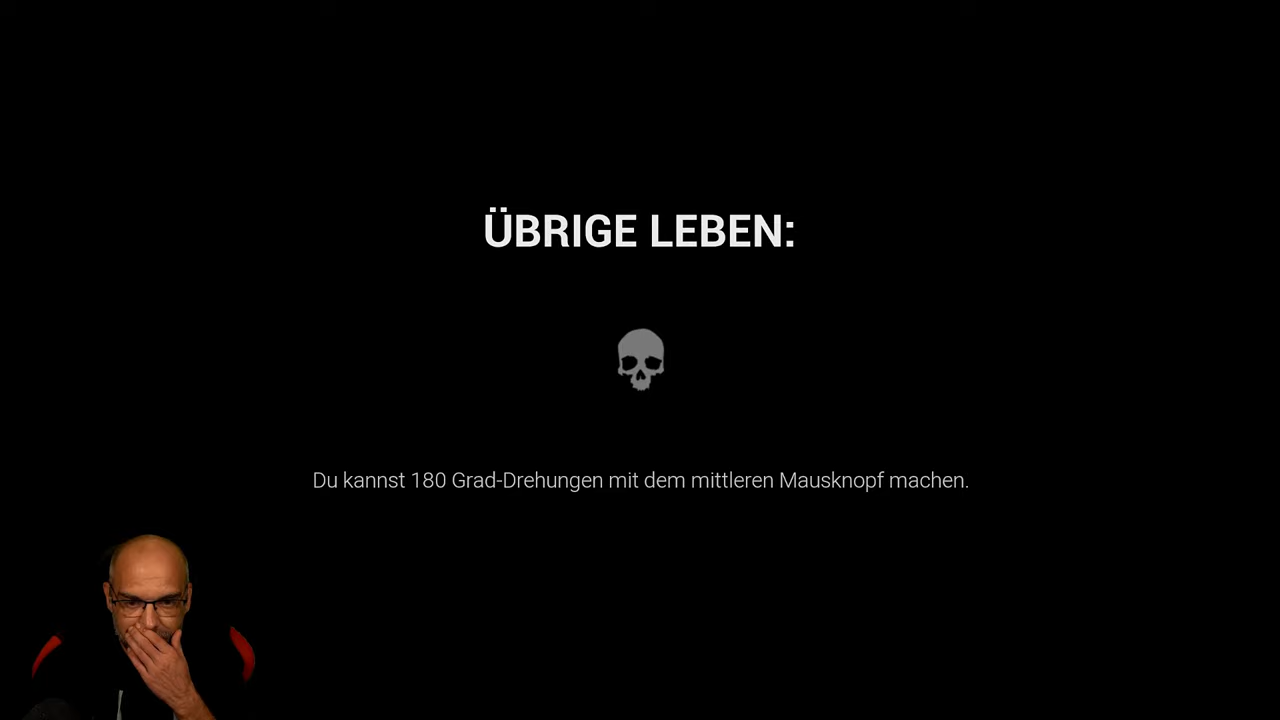 ÜBRIGE LEBEN:
Du kannst 180 Grad-Drehungen mit dem mittleren Mausknopf machen.